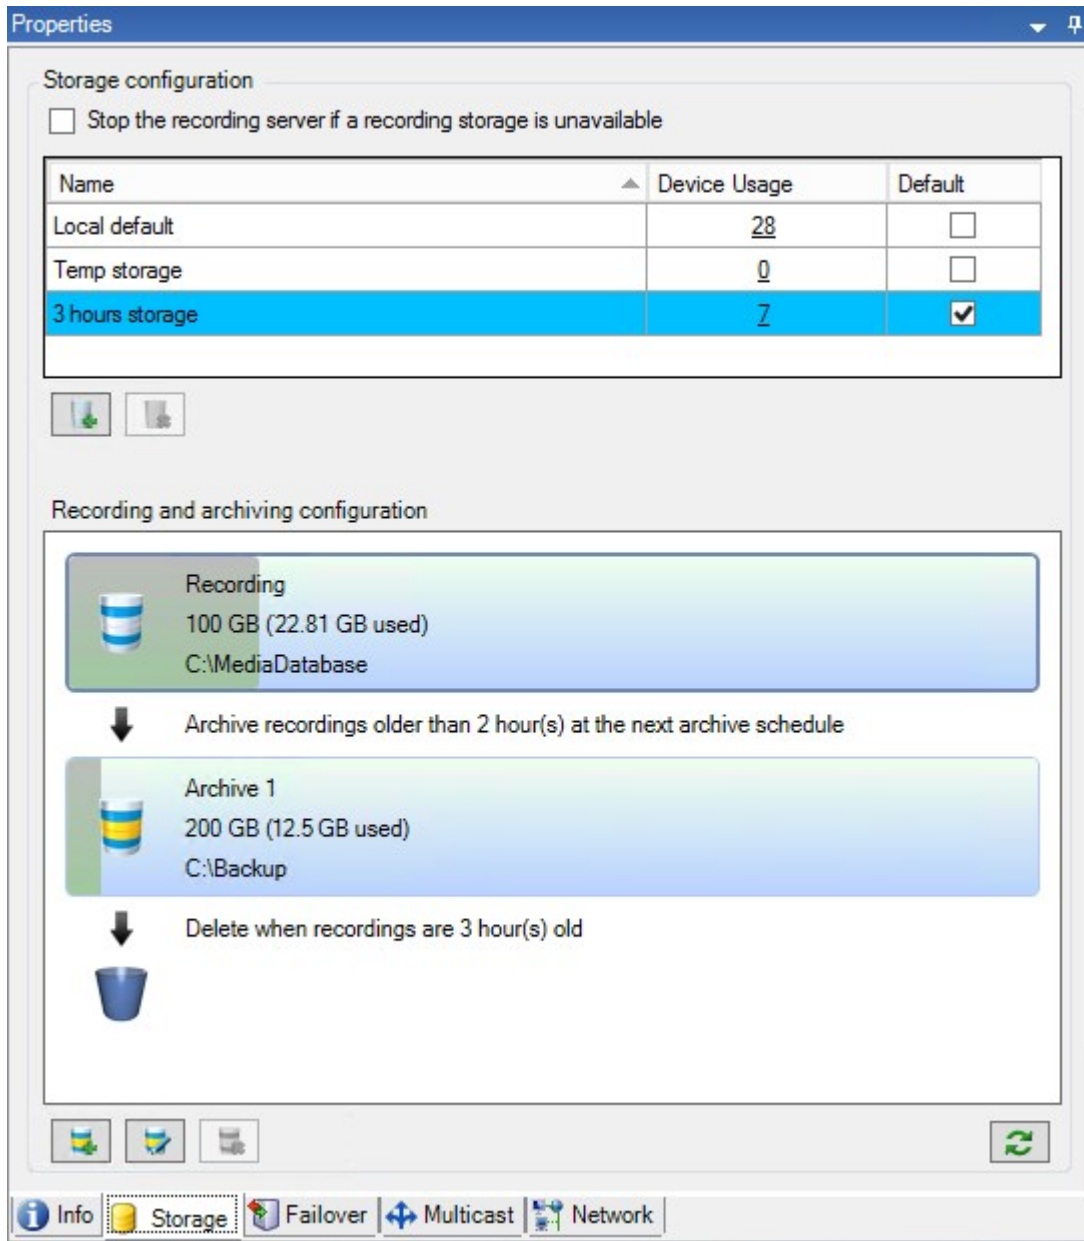 Properties
Storage configuration
Stop the recording server if a recording storage is unavailable
Name Device Usage Default
Local default 28
Temp storage 0
3 hours storage 7
Recording and archiving configuration
Recording
100 GB (22.81 GB used)
C:\MediaDatabase
Archive recordings older than 2 hour(s) at the next archive schedule
Archive 1
200 GB (12.5 GB used)
C:\Backup
Delete when recordings are 3 hour(s) old
Info Storage Failover Multicast Network